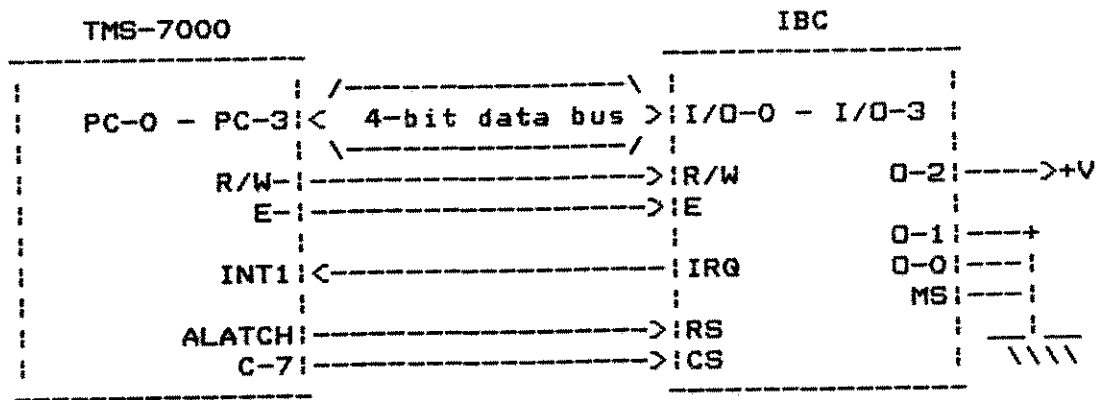 TMS-7000 IBC
PC-0 - PC-3 4-bit data bus I/O-0 - I/O-3
R/W- R/W O-2 +V
E- E
O-1
INT1 IRQ O-0
MS
ALATCH RS
C-7 CS